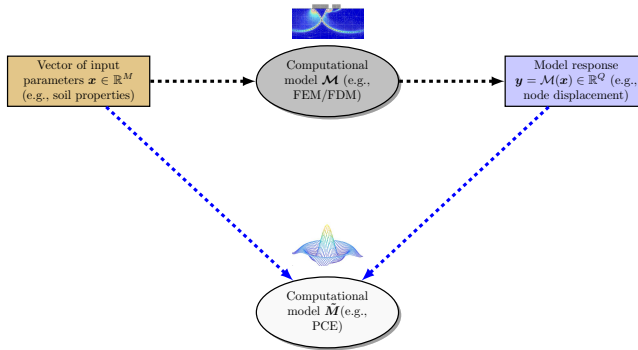 Vector of input
parameters 𝒙 ∈ ℝ^M
(e.g., soil properties)
Computational
model 𝓜 (e.g.,
FEM/FDM)
Model response
𝒚 = ℳ(𝒙) ∈ ℝ^Q (e.g.,
node displacement)
Computational
model 𝑴̃(e.g.,
PCE)